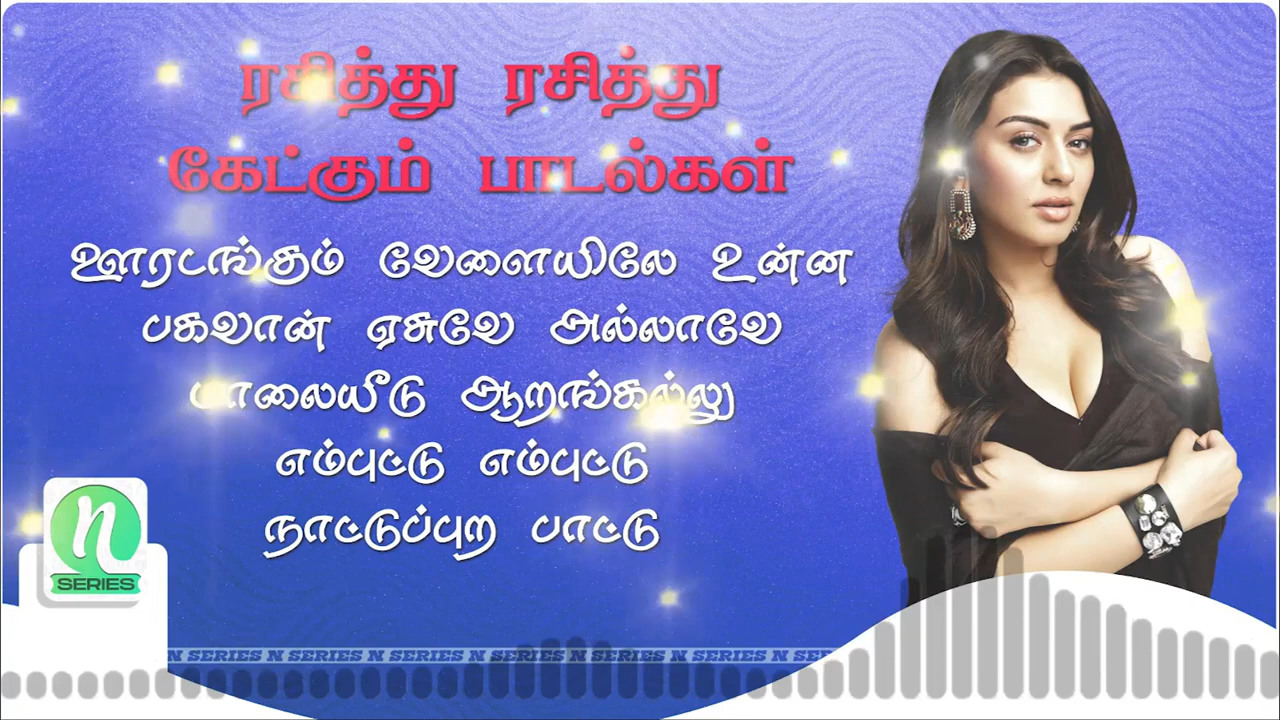 ரசித்து ரசித்து
கேட்கும் பாடல்கள்
ஊரடங்கும் வேளையிலே உன்ன
பகவான் ஏசுவே அல்லாவே
மாலையீடு ஆறங்கல்லு
எம்புட்டு எம்புட்டு
நாட்டுப்புற பாட்டு
n
SERIES
N SERIES N SERIES N SERIES N SERIES N SERIES N SERIES N SERIES